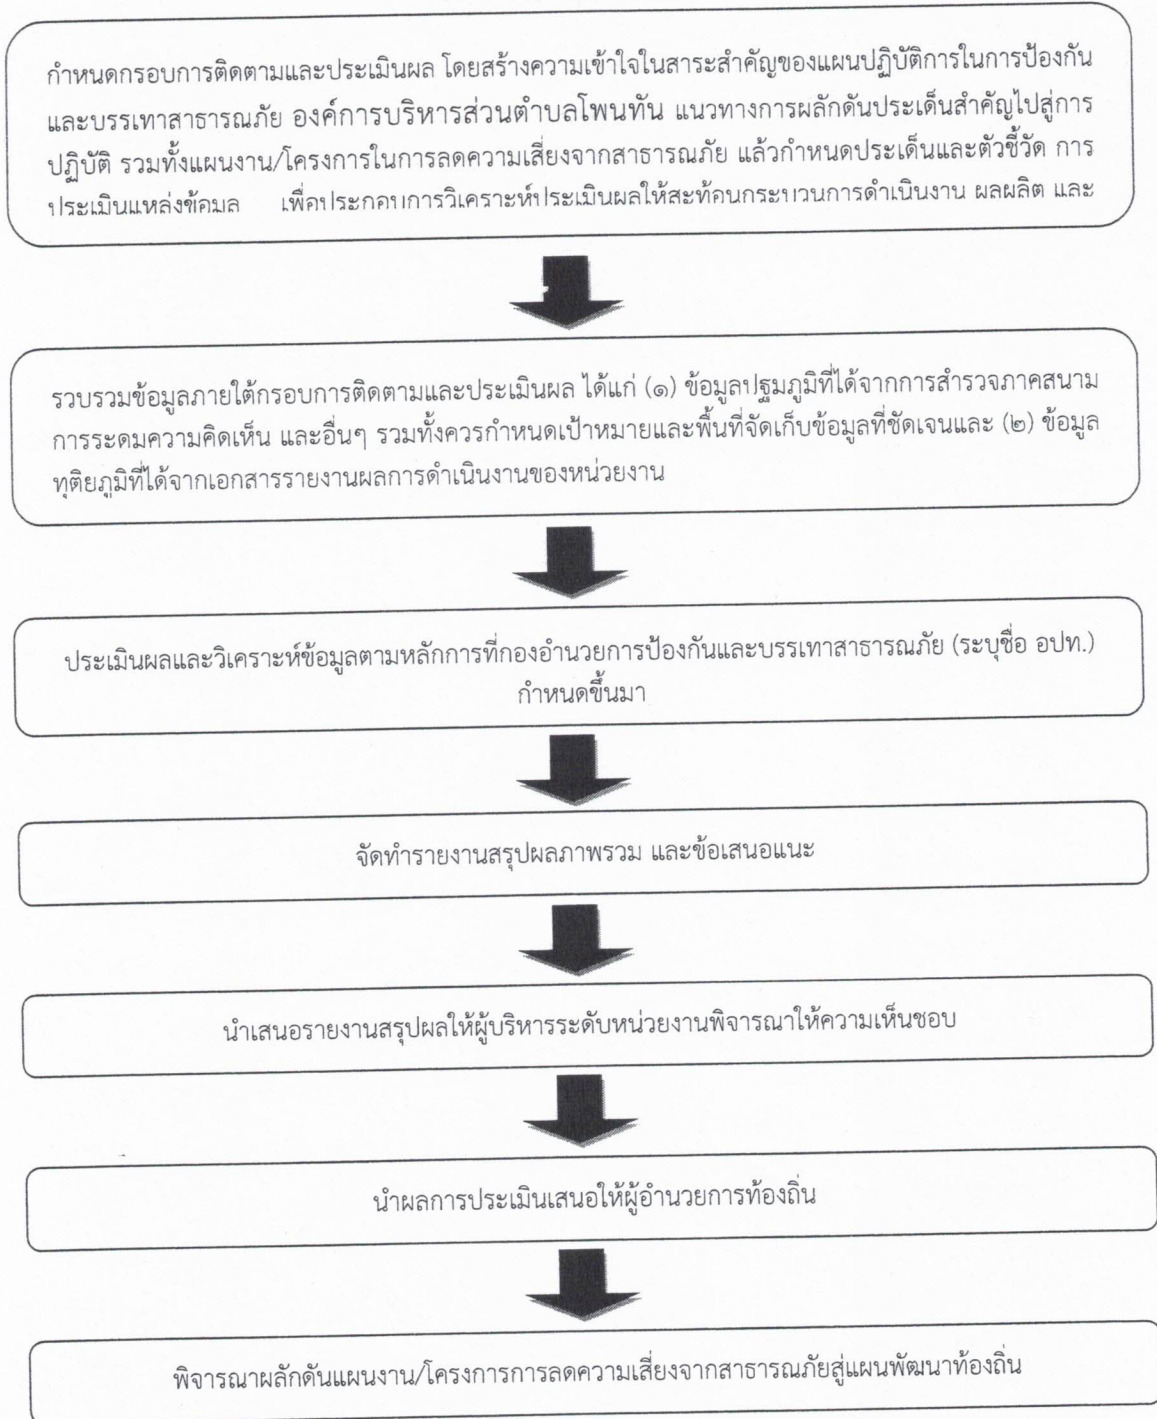 กำหนดกรอบการติดตามและประเมินผล โดยสร้างความเข้าใจในสาระสำคัญของแผนปฏิบัติการในการป้องกัน
และบรรเทาสาธารณภัย องค์การบริหารส่วนตำบลโพนทัน แนวทางการผลักดันประเด็นสำคัญไปสู่การ
ปฏิบัติ รวมทั้งแผนงาน/โครงการในการลดความเสี่ยงจากสาธารณภัย แล้วกำหนดประเด็นและตัวชี้วัด การ
ประเมินแหล่งข้อมูล เพื่อประกอบการวิเคราะห์ประเมินผลให้สะท้อนกระบวนการดำเนินงาน ผลผลิต และ
รวบรวมข้อมูลภายใต้กรอบการติดตามและประเมินผล ได้แก่ (๑) ข้อมูลปฐมภูมิที่ได้จากการสำรวจภาคสนาม
การระดมความคิดเห็น และอื่นๆ รวมทั้งควรกำหนดเป้าหมายและพื้นที่จัดเก็บข้อมูลที่ชัดเจนและ (๒) ข้อมูล
ทุติยภูมิที่ได้จากเอกสารรายงานผลการดำเนินงานของหน่วยงาน
ประเมินผลและวิเคราะห์ข้อมูลตามหลักการที่กองอำนวยการป้องกันและบรรเทาสาธารณภัย (ระบุชื่อ อปท.)
กำหนดขึ้นมา
จัดทำรายงานสรุปผลภาพรวม และข้อเสนอแนะ
นำเสนอรายงานสรุปผลให้ผู้บริหารระดับหน่วยงานพิจารณาให้ความเห็นชอบ
นำผลการประเมินเสนอให้ผู้อำนวยการท้องถิ่น
พิจารณาผลักดันแผนงาน/โครงการการลดความเสี่ยงจากสาธารณภัยสู่แผนพัฒนาท้องถิ่น